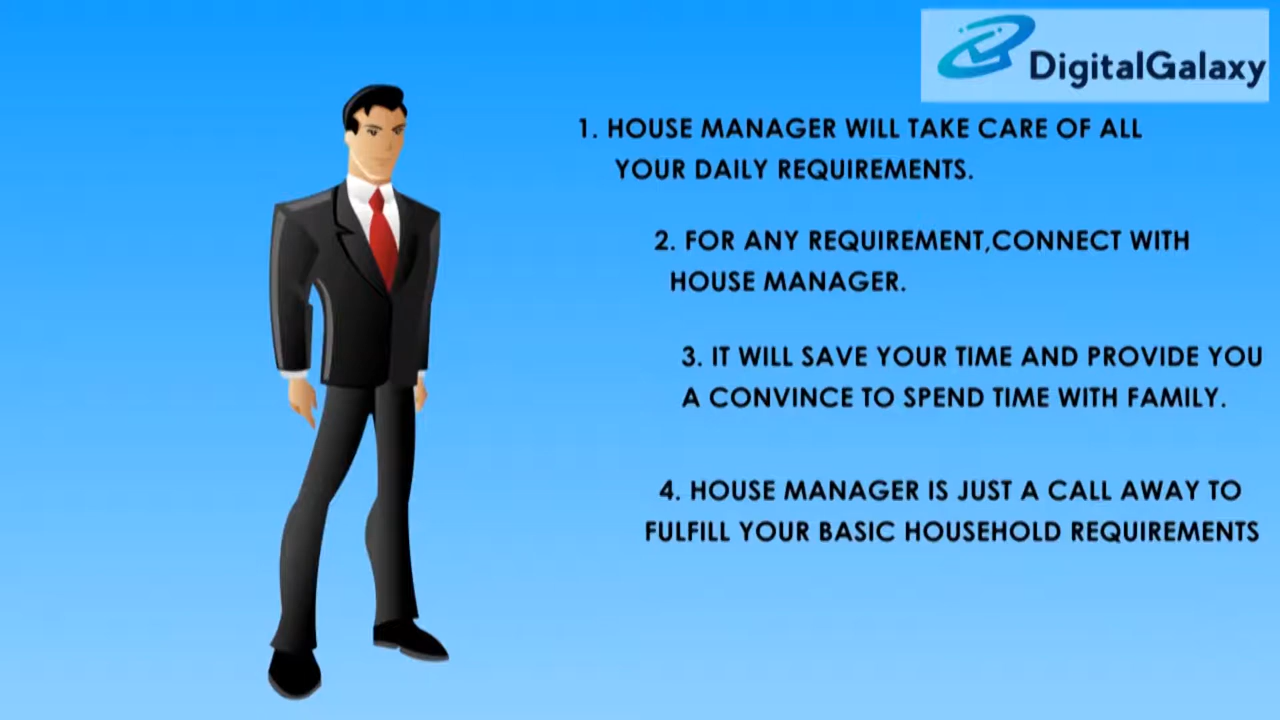 DigitalGalaxy
1. HOUSE MANAGER WILL TAKE CARE OF ALL
YOUR DAILY REQUIREMENTS.
2. FOR ANY REQUIREMENT,CONNECT WITH
HOUSE MANAGER.
3. IT WILL SAVE YOUR TIME AND PROVIDE YOU
A CONVINCE TO SPEND TIME WITH FAMILY.
4. HOUSE MANAGER IS JUST A CALL AWAY TO
FULFILL YOUR BASIC HOUSEHOLD REQUIREMENTS